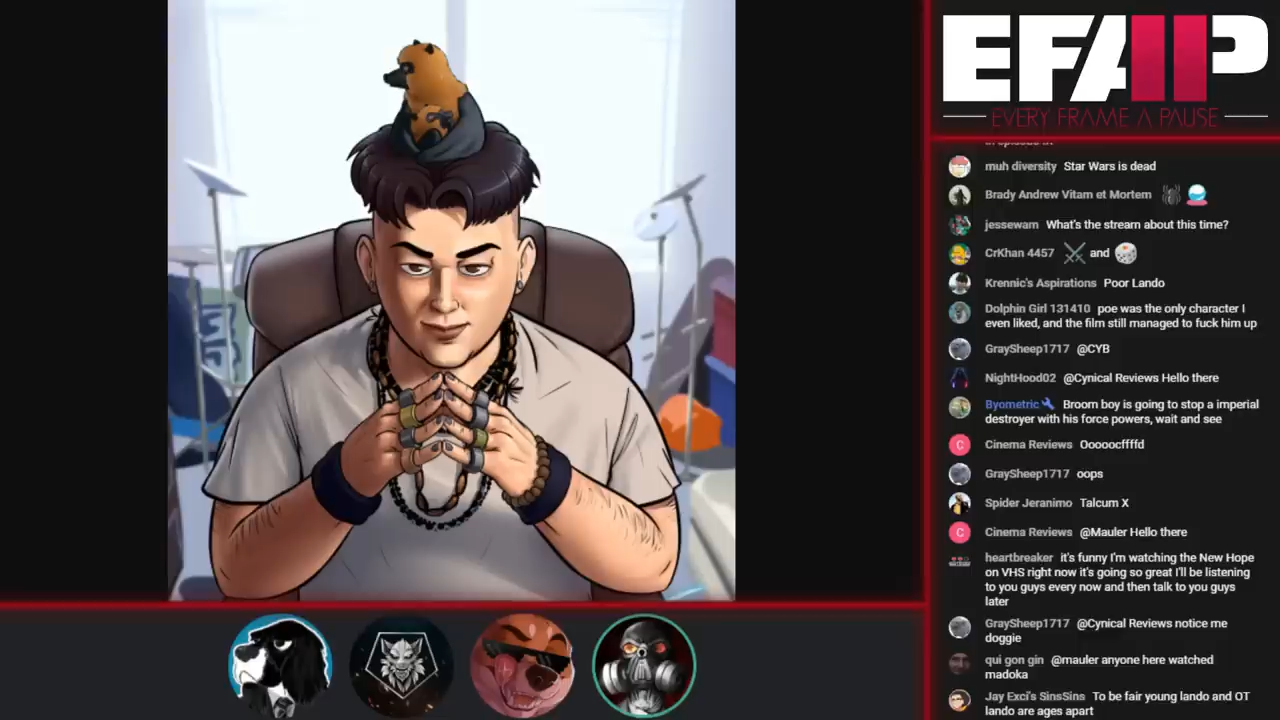 EFAP
EVERY FRAME A PAUSE
muh diversity Star Wars is dead
Brady Andrew Vitam et Mortem
jessewam What's the stream about this time?
CrKhan 4457 and
Krennic's Aspirations Poor Lando
Dolphin Girl 131410 poe was the only character I
even liked, and the film still managed to fuck him up
GraySheep1717 @CYB
NightHood02 @Cynical Reviews Hello there
Byometric Broom boy is going to stop a imperial
destroyer with his force powers, wait and see
Cinema Reviews Ooooocffffd
GraySheep1717 oops
Spider Jeranimo Talcum X
Cinema Reviews @Mauler Hello there
heartbreaker it's funny I'm watching the New Hope
on VHS right now it's going so great I'll be listening
to you guys every now and then talk to you guys
later
GraySheep1717 @Cynical Reviews notice me
doggie
qui gon gin @mauler anyone here watched
madoka
Jay Exci's SinsSins To be fair young lando and OT
lando are ages apart